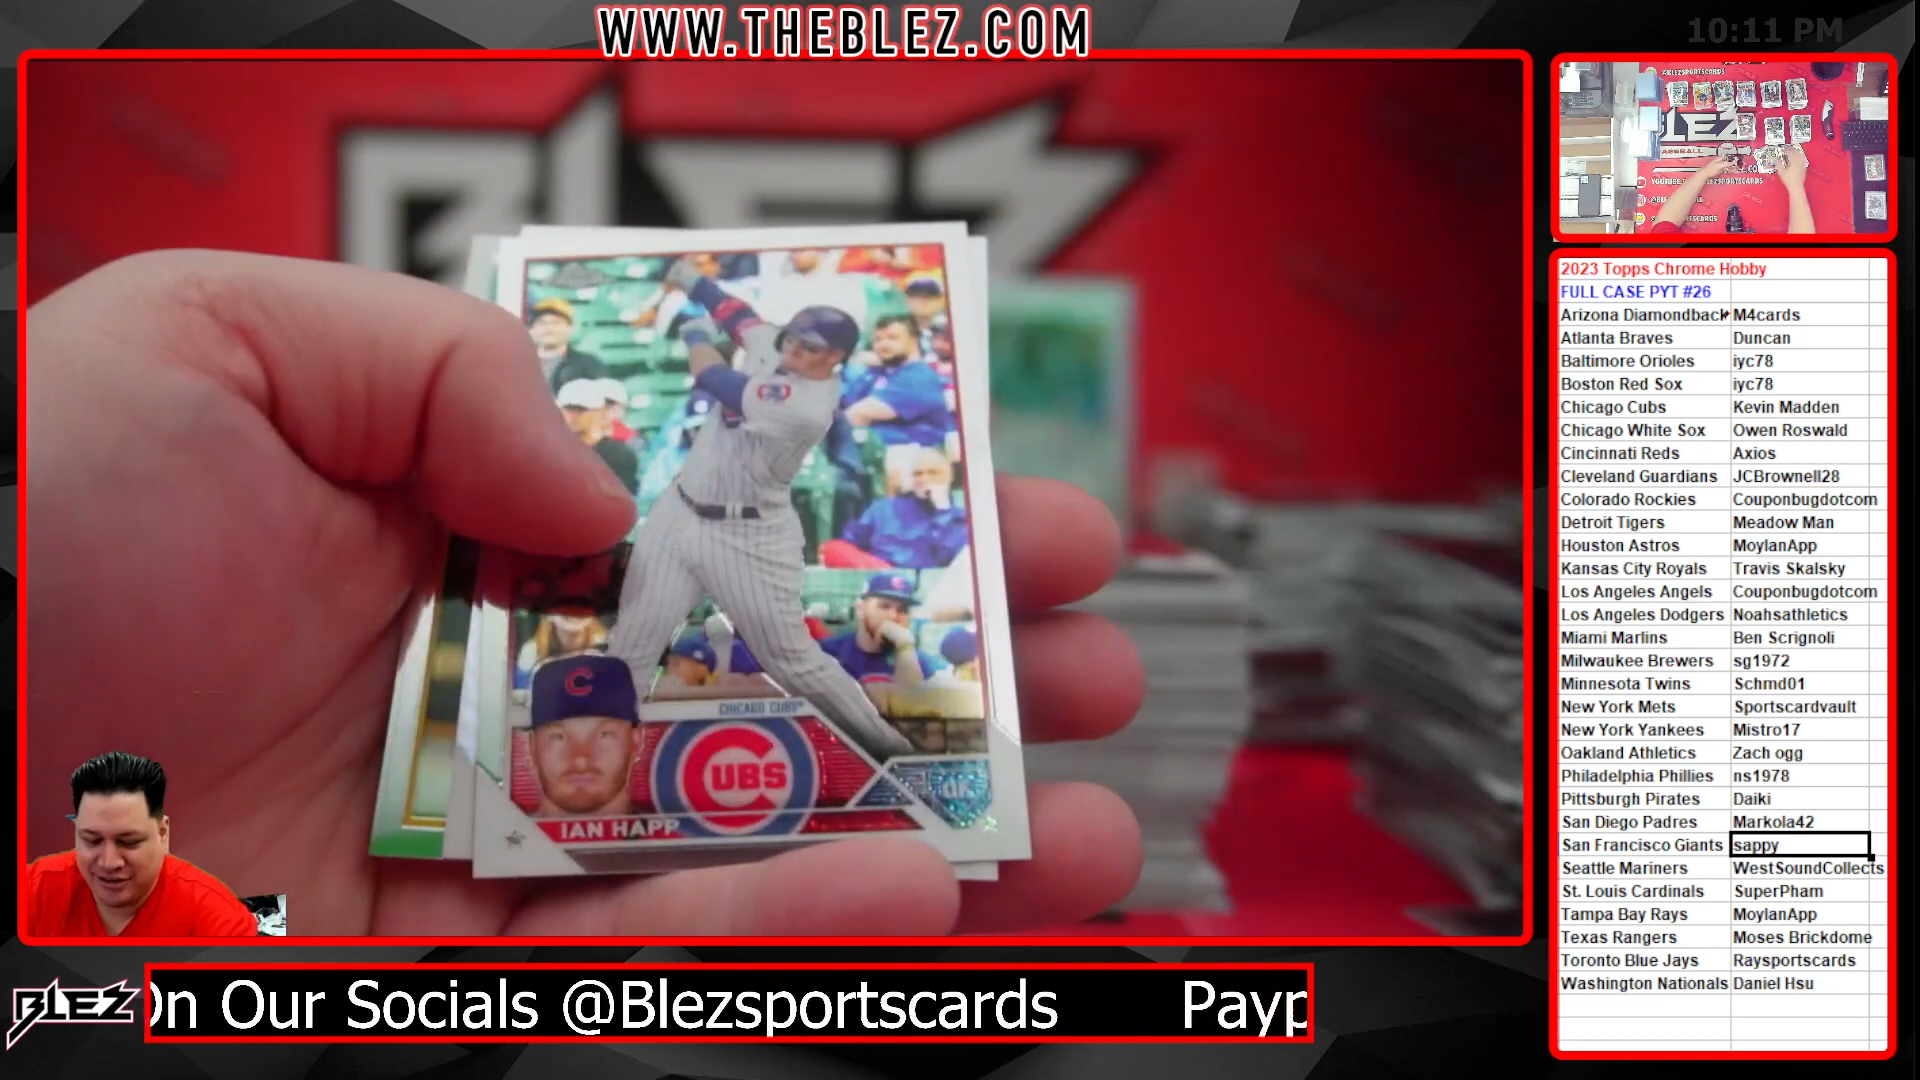 WWW.THEBLEZ.COM
10:11 PM
BLEZ
CHICAGO CUBS
CUBS
OF
IAN HAPP
@BLEZSPORTSCARDS
LEZ
2023 Topps Chrome Hobby
FULL CASE PYT #26
Arizona Diamondback M4cards
Atlanta Braves Duncan
Baltimore Orioles iyc78
Boston Red Sox iyc78
Chicago Cubs Kevin Madden
Chicago White Sox Owen Roswald
Cincinnati Reds Axios
Cleveland Guardians JCBrownell28
Colorado Rockies Couponbugdotcom
Detroit Tigers Meadow Man
Houston Astros MoylanApp
Kansas City Royals Travis Skalsky
Los Angeles Angels Couponbugdotcom
Los Angeles Dodgers Noahsathletics
Miami Marlins Ben Scrignoli
Milwaukee Brewers sg1972
Minnesota Twins Schmd01
New York Mets Sportscardvault
New York Yankees Mistro17
Oakland Athletics Zach ogg
Philadelphia Phillies ns1978
Pittsburgh Pirates Daiki
San Diego Padres Markola42
San Francisco Giants sappy
Seattle Mariners WestSoundCollects
St. Louis Cardinals SuperPham
Tampa Bay Rays MoylanApp
Texas Rangers Moses Brickdome
Toronto Blue Jays Raysportscards
Washington Nationals Daniel Hsu
BLEZ
On Our Socials @Blezsportscards Payp